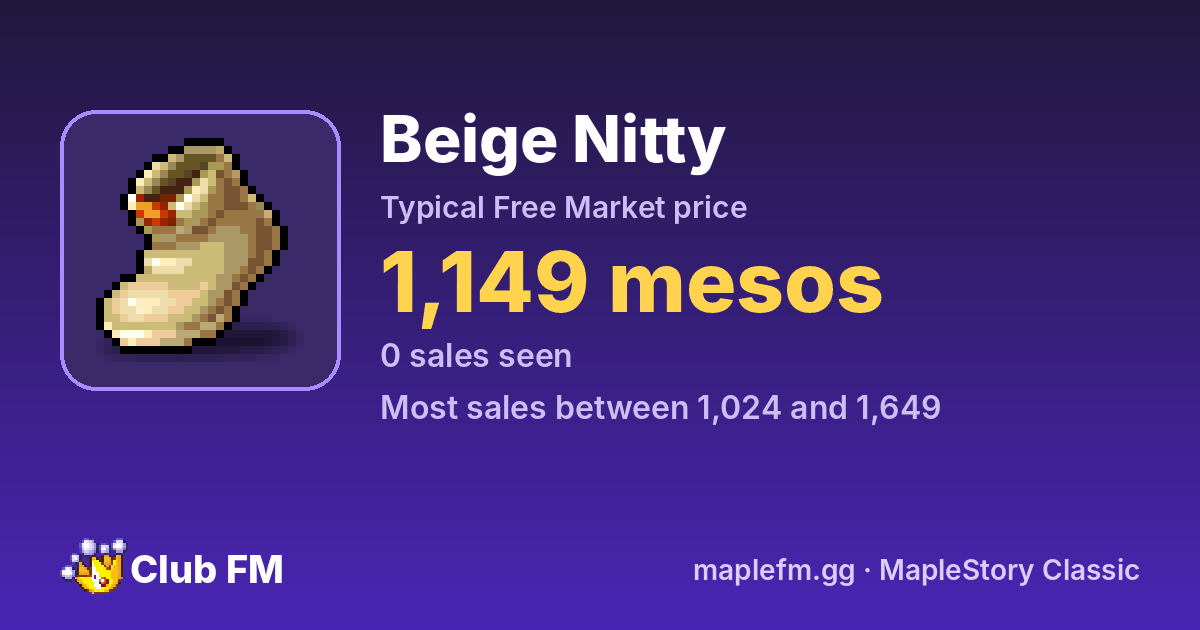 Beige Nitty
Typical Free Market price
1,149 mesos
0 sales seen
Most sales between 1,024 and 1,649
Club FM
maplefm.gg · MapleStory Classic